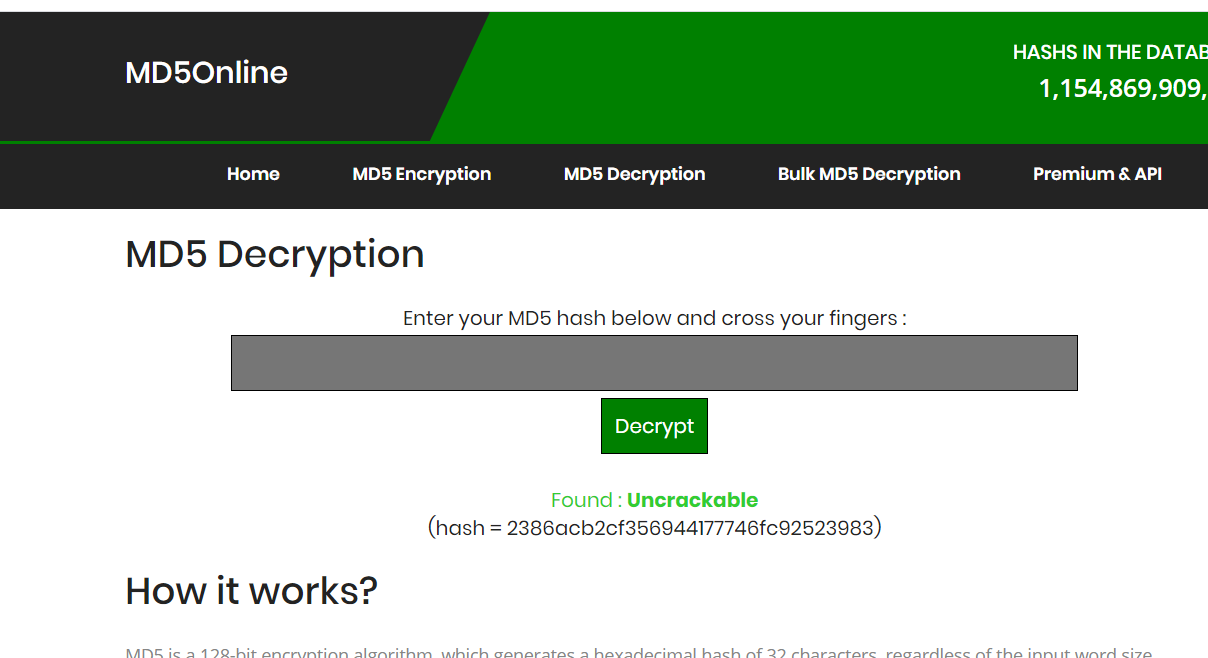 MD5Online
HASHS IN THE DATAB
1,154,869,909,
Home MD5 Encryption MD5 Decryption Bulk MD5 Decryption Premium & API
MD5 Decryption
Enter your MD5 hash below and cross your fingers :
Decrypt
Found : Uncrackable
(hash = 2386acb2cf356944177746fc92523983)
How it works?
MD5 is a 128-bit encryption algorithm, which generates a hexadecimal hash of 32 characters, regardless of the input word size.